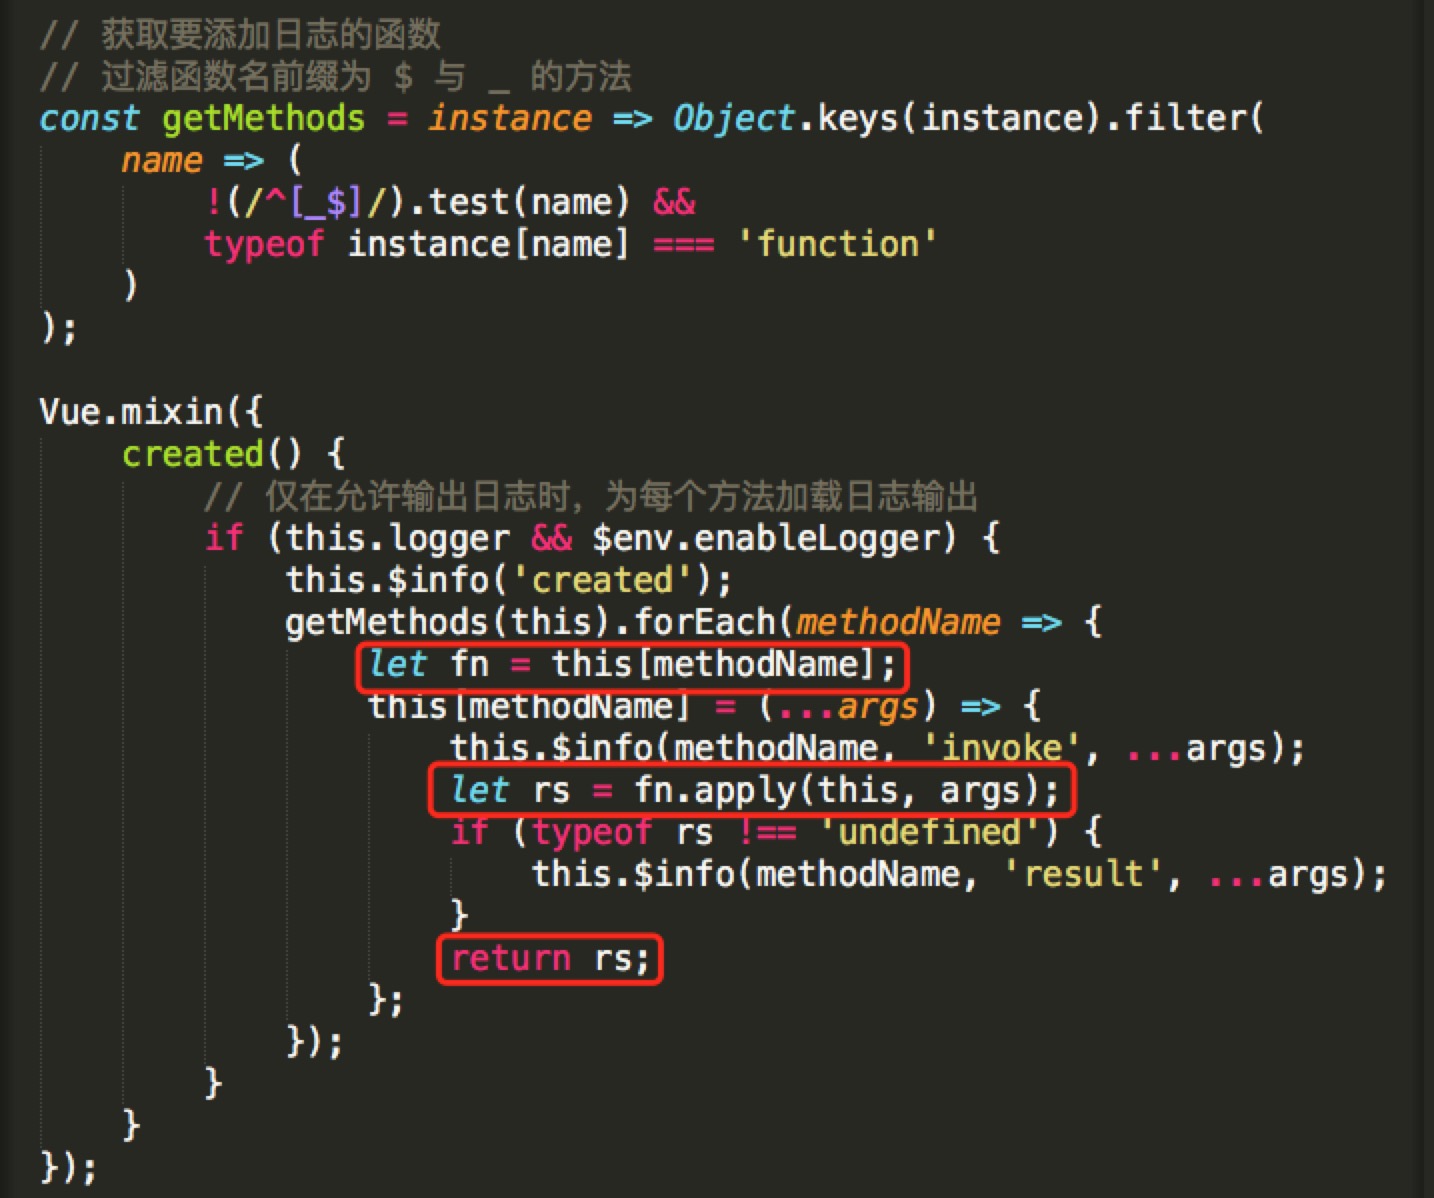 // 获取要添加日志的函数
// 过滤函数名前缀为 $ 与 _ 的方法
const getMethods = instance => Object.keys(instance).filter(
    name => (
        !(/^[_$]/).test(name) &&
        typeof instance[name] === 'function'
    )
);

Vue.mixin({
    created() {
        // 仅在允许输出日志时，为每个方法加载日志输出
        if (this.logger && $env.enableLogger) {
            this.$info('created');
            getMethods(this).forEach(methodName => {
                let fn = this[methodName];
                this[methodName] = (...args) => {
                    this.$info(methodName, 'invoke', ...args);
                    let rs = fn.apply(this, args);
                    if (typeof rs !== 'undefined') {
                        this.$info(methodName, 'result', ...args);
                    }
                    return rs;
                };
            });
        }
    }
});